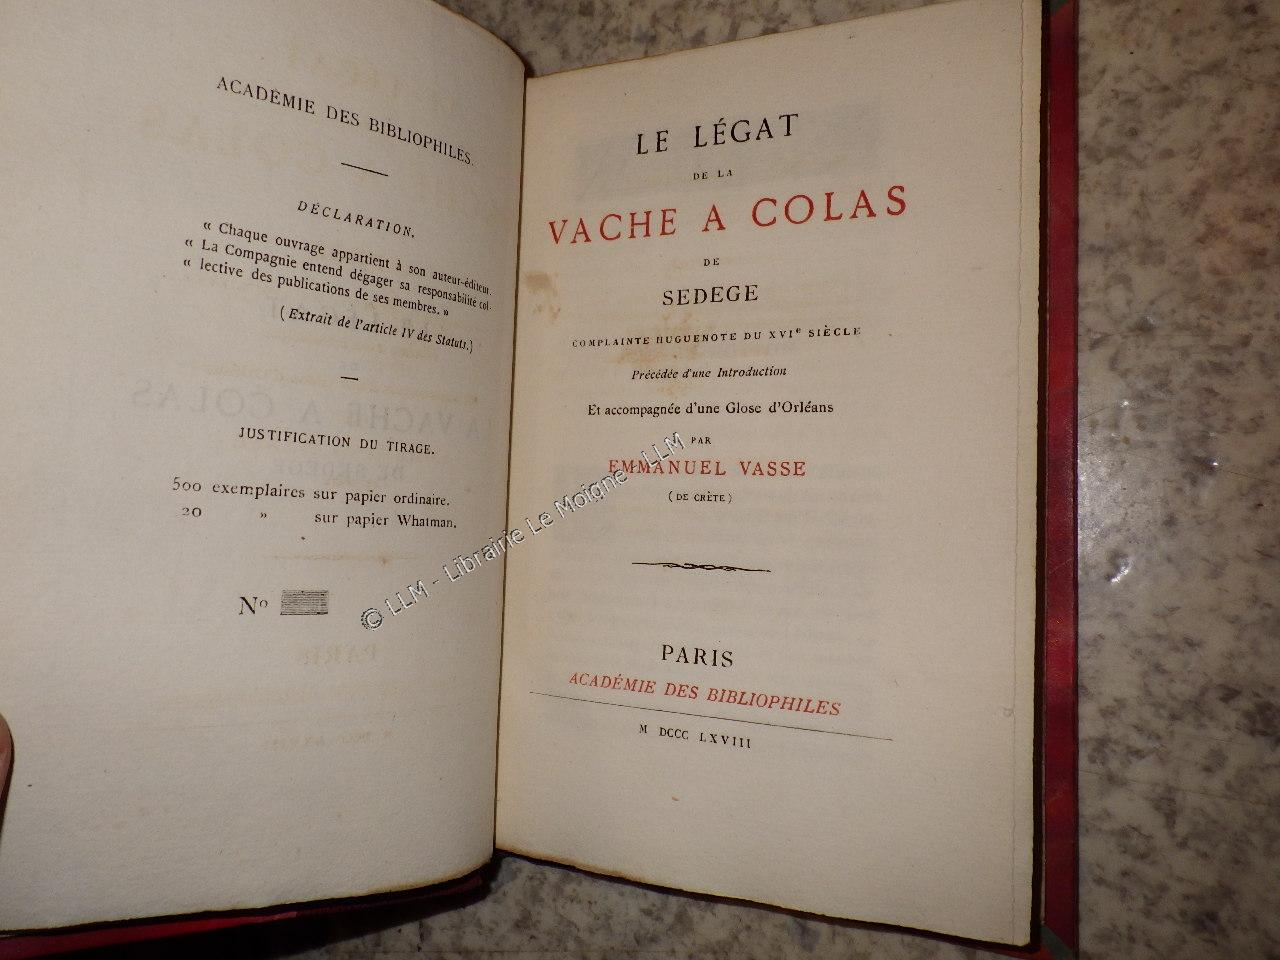 ACADÉMIE DES BIBLIOPHILES.
DÉCLARATION.
« Chaque ouvrage appartient à son auteur-éditeur.
« La Compagnie entend dégager sa responsabilité col-
« lective des publications de ses membres. »
(Extrait de l'article IV des Statuts.)
JUSTIFICATION DU TIRAGE.
500 exemplaires sur papier ordinaire.
20 » sur papier Whatman.
Nº
LE LÉGAT
DE LA
VACHE A COLAS
DE
SEDEGE
COMPLAINTE HUGUENOTE DU XVIe SIÈCLE
Précédée d'une Introduction
Et accompagnée d'une Glose d'Orléans
PAR
EMMANUEL VASSE
(DE CRÈTE)
PARIS
ACADÉMIE DES BIBLIOPHILES
M DCCC LXVIII
© LLM - Librairie Le Moigne - LLM